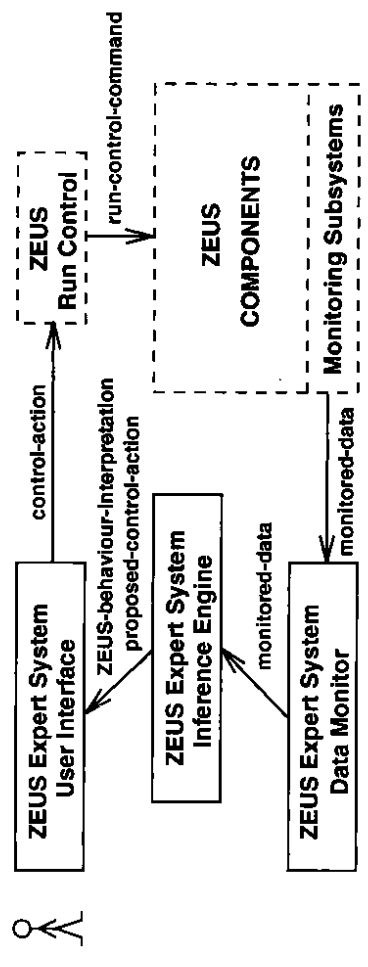 ZEUS Expert System
User Interface
control-action
ZEUS
Run Control
run-control-command
ZEUS-behaviour-interpretation
proposed-control-action
ZEUS Expert System
Inference Engine
ZEUS
COMPONENTS
monitored-data
Monitoring Subsystems
ZEUS Expert System
Data Monitor
monitored-data